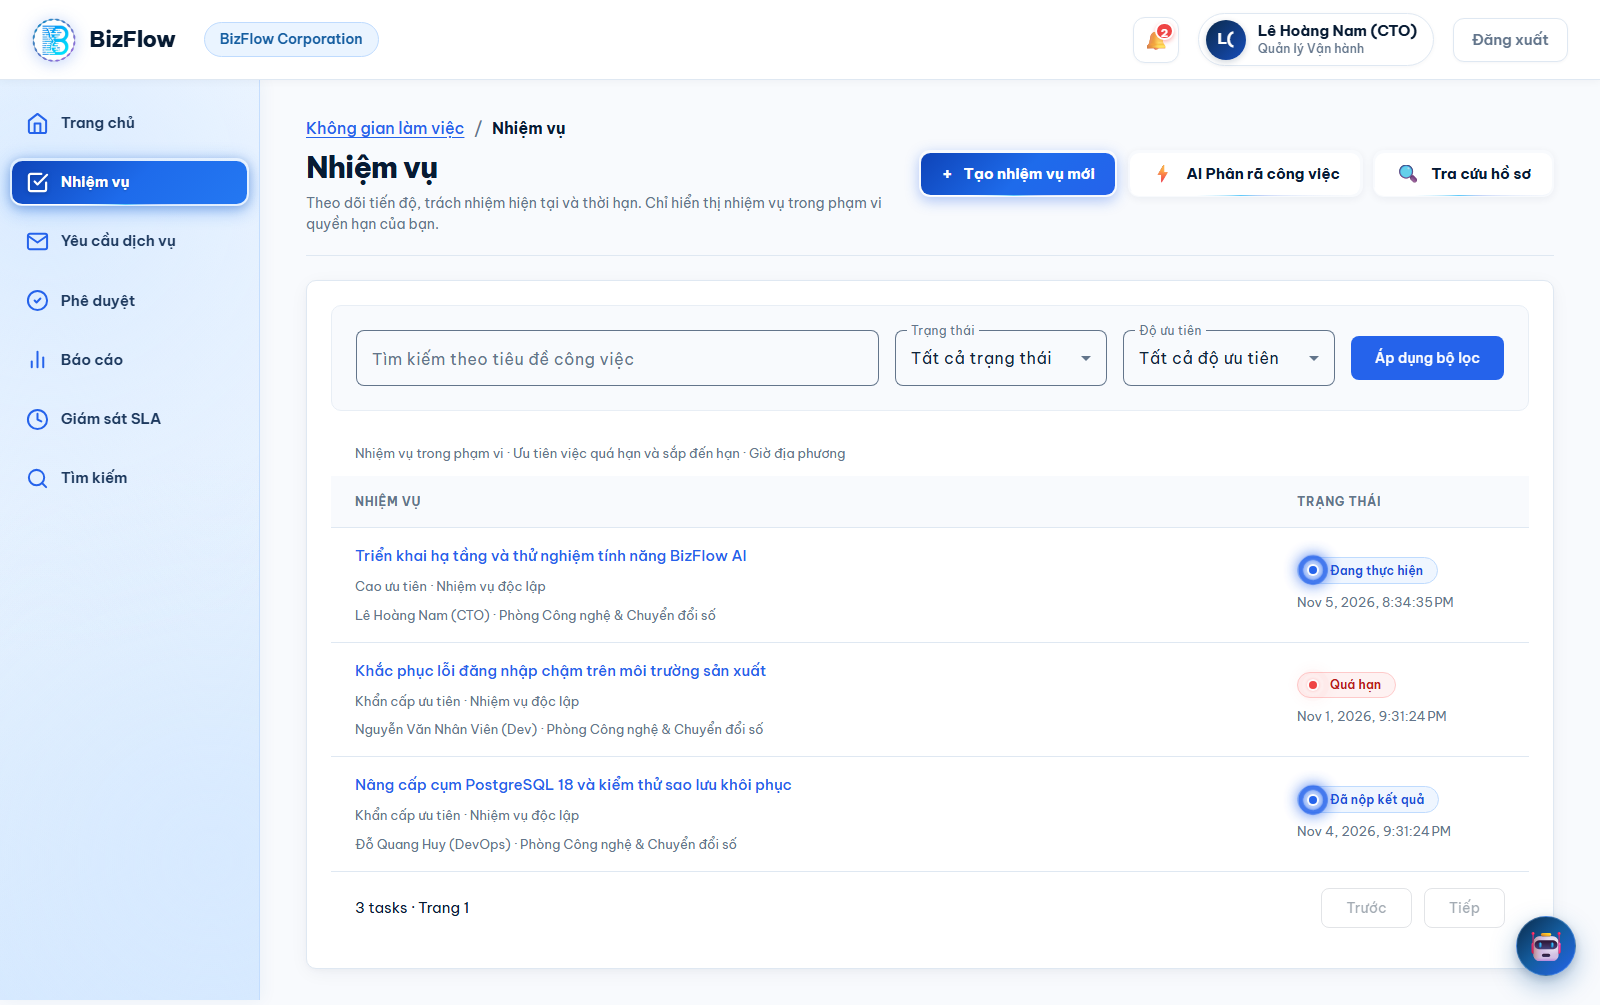 BizFlow
BizFlow Corporation
2
L(
Lê Hoàng Nam (CTO)
Quản lý Vận hành
Đăng xuất
Trang chủ
Nhiệm vụ
Yêu cầu dịch vụ
Phê duyệt
Báo cáo
Giám sát SLA
Tìm kiếm
Không gian làm việc / Nhiệm vụ
Nhiệm vụ
Theo dõi tiến độ, trách nhiệm hiện tại và thời hạn. Chỉ hiển thị nhiệm vụ trong phạm vi
quyền hạn của bạn.
+ Tạo nhiệm vụ mới
AI Phân rã công việc
Tra cứu hồ sơ
Tìm kiếm theo tiêu đề công việc
Trạng thái
Tất cả trạng thái
Độ ưu tiên
Tất cả độ ưu tiên
Áp dụng bộ lọc
Nhiệm vụ trong phạm vi · Ưu tiên việc quá hạn và sắp đến hạn · Giờ địa phương
NHIỆM VỤ
TRẠNG THÁI
Triển khai hạ tầng và thử nghiệm tính năng BizFlow AI
Cao ưu tiên · Nhiệm vụ độc lập
Lê Hoàng Nam (CTO) · Phòng Công nghệ & Chuyển đổi số
Đang thực hiện
Nov 5, 2026, 8:34:35 PM
Khắc phục lỗi đăng nhập chậm trên môi trường sản xuất
Khẩn cấp ưu tiên · Nhiệm vụ độc lập
Nguyễn Văn Nhân Viên (Dev) · Phòng Công nghệ & Chuyển đổi số
Quá hạn
Nov 1, 2026, 9:31:24 PM
Nâng cấp cụm PostgreSQL 18 và kiểm thử sao lưu khôi phục
Khẩn cấp ưu tiên · Nhiệm vụ độc lập
Đỗ Quang Huy (DevOps) · Phòng Công nghệ & Chuyển đổi số
Đã nộp kết quả
Nov 4, 2026, 9:31:24 PM
3 tasks · Trang 1
Trước
Tiếp